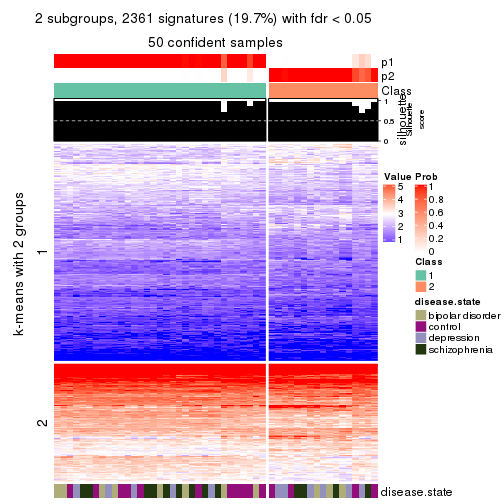 2 subgroups, 2361 signatures (19.7%) with fdr < 0.05
50 confident samples
p1
p2
Class
silhouette
Silhouette
score
1
0.5
0
k-means with 2 groups
1
2
disease.state
Value
5
4
3
2
1
Prob
1
0.8
0.6
0.4
0.2
0
Class
1
2
disease.state
bipolar disorder
control
depression
schizophrenia